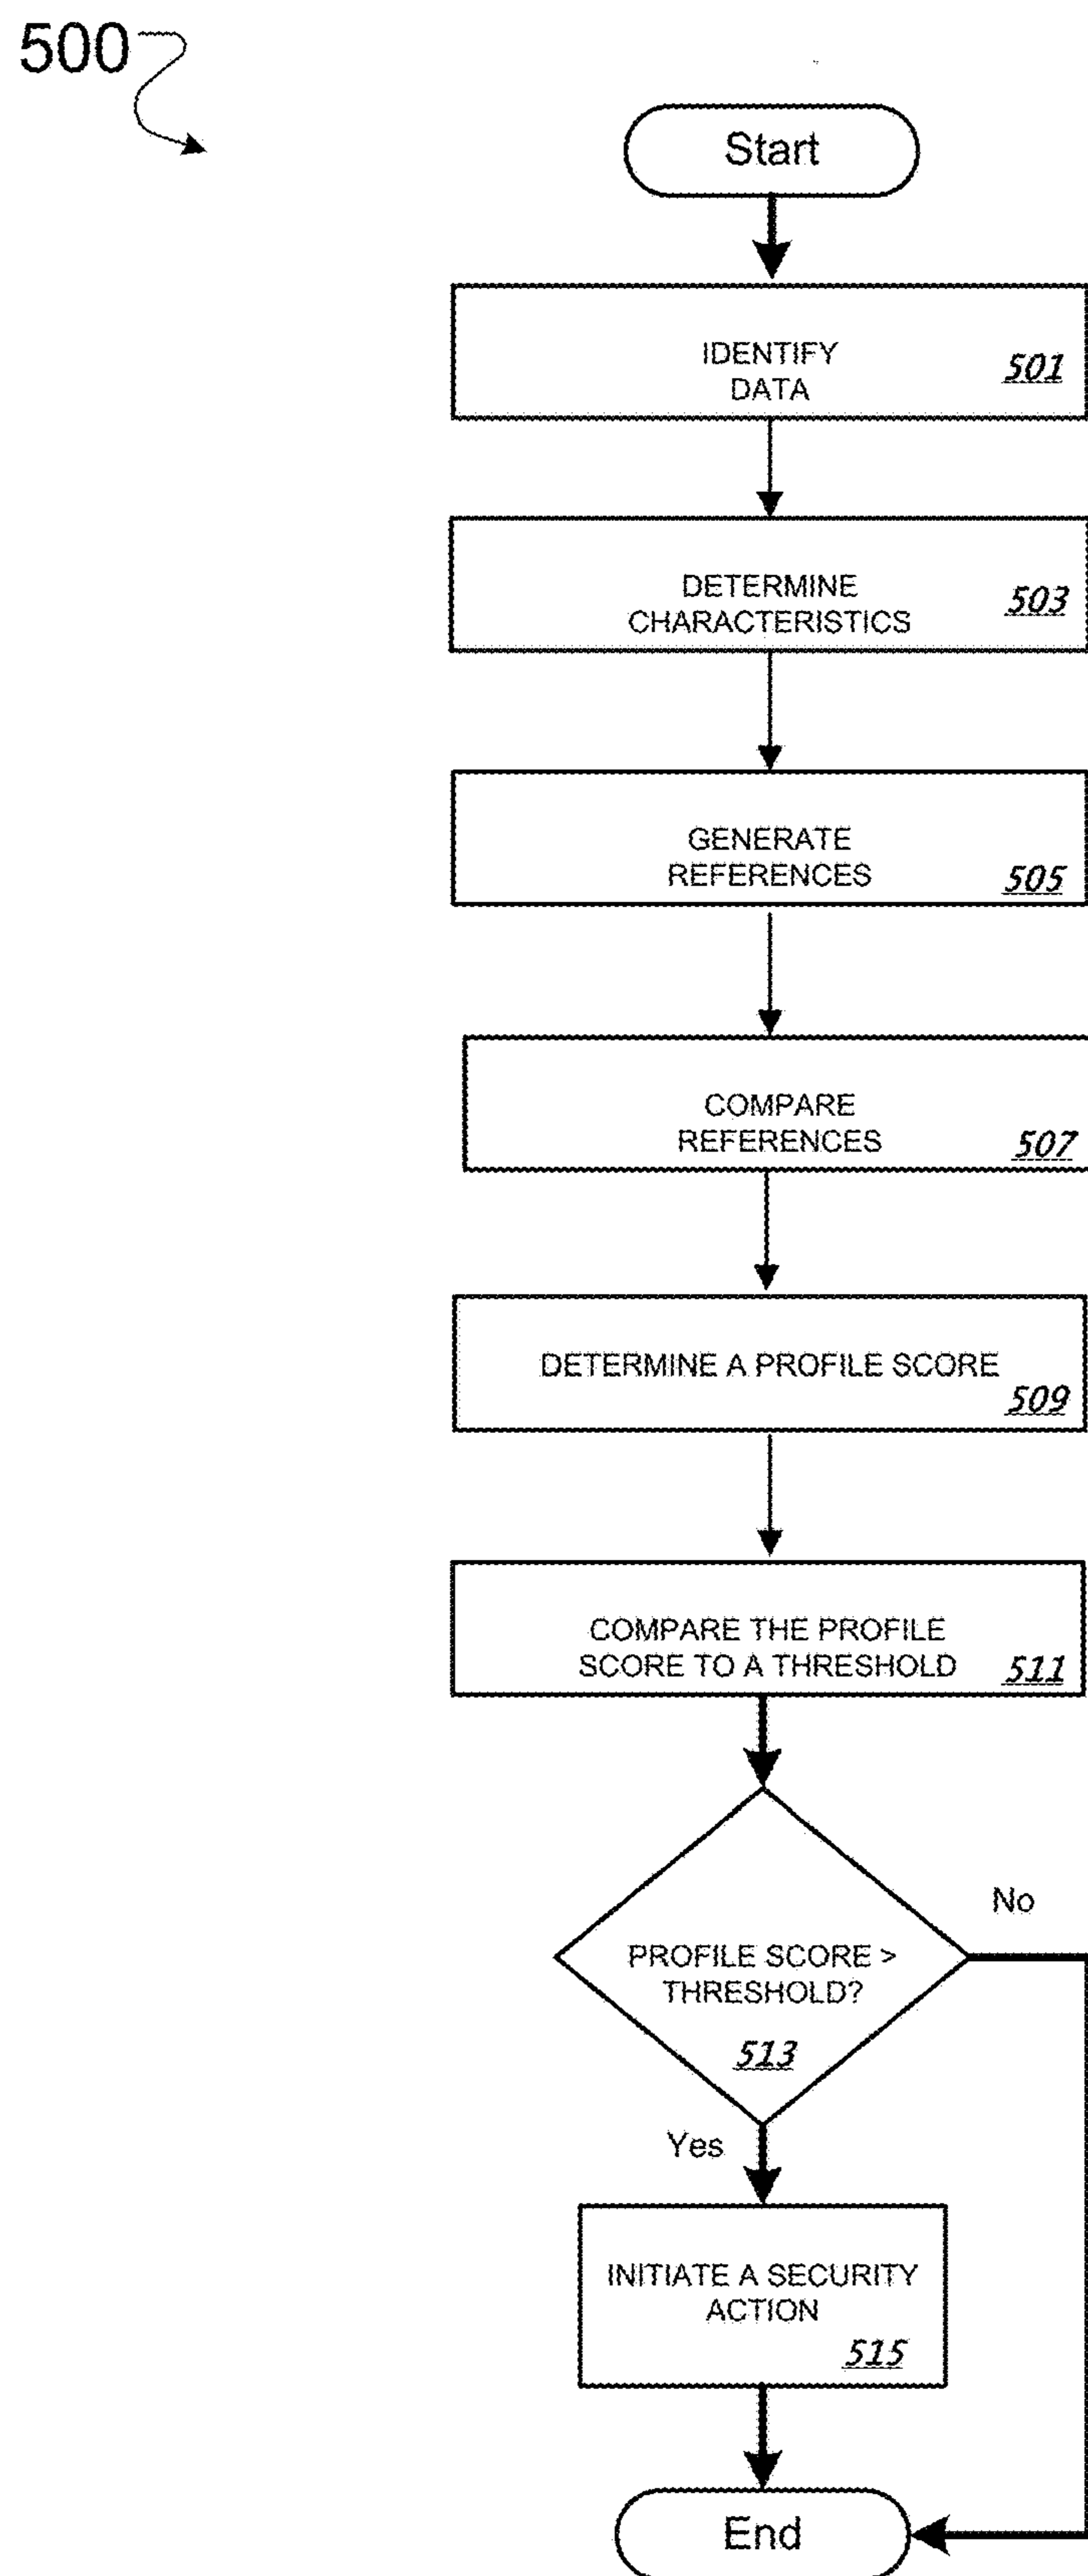 500
Start
IDENTIFY
DATA
501
DETERMINE
CHARACTERISTICS
503
GENERATE
REFERENCES
505
COMPARE
REFERENCES
507
DETERMINE A PROFILE SCORE
509
COMPARE THE PROFILE
SCORE TO A THRESHOLD
511
PROFILE SCORE >
THRESHOLD?
513
No
Yes
INITIATE A SECURITY
ACTION
515
End